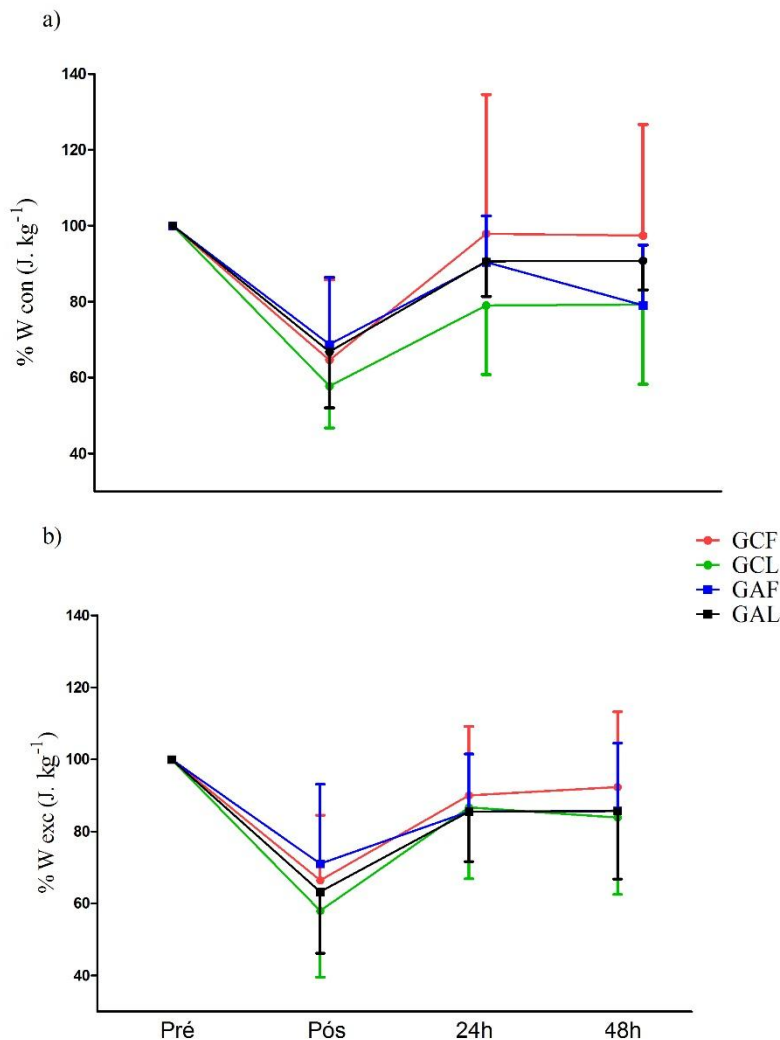 a)
140
120
100
80
60
40
% W con (J. kg⁻¹)
b)
GCF
GCL
GAF
GAL
140
120
100
80
60
40
% W exc (J. kg⁻¹)
Pré Pós 24h 48h